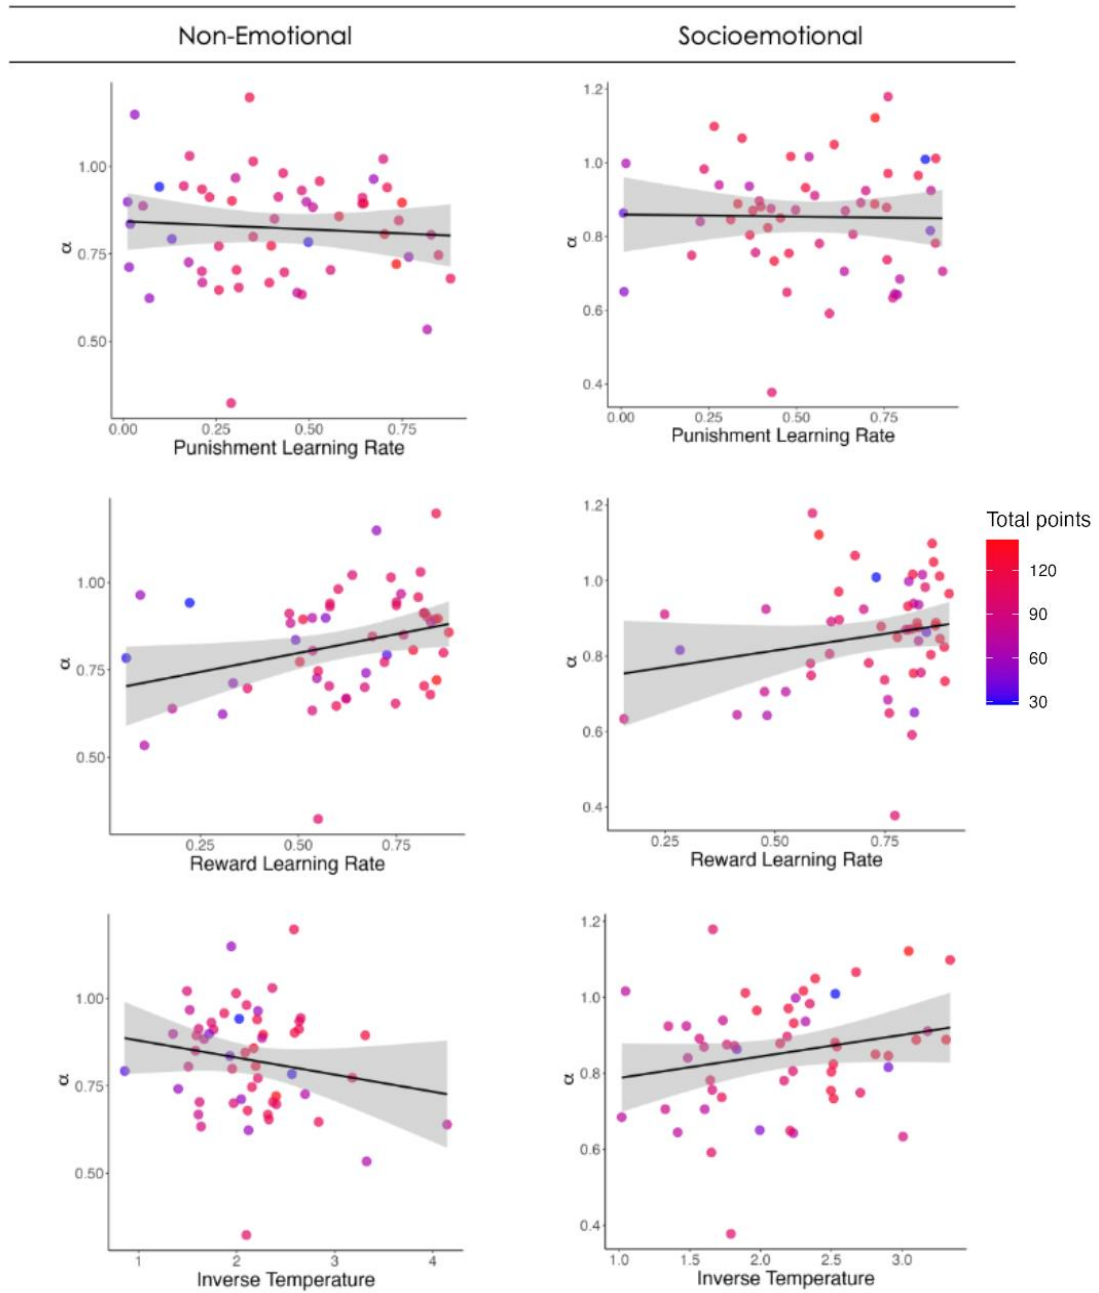 Non-Emotional Socioemotional
1.00
0.75
0.50
α
0.00 0.25 0.50 0.75
Punishment Learning Rate
1.2
1.0
0.8
0.6
0.4
α
0.00 0.25 0.50 0.75
Punishment Learning Rate
1.00
0.75
0.50
α
0.25 0.50 0.75
Reward Learning Rate
1.2
1.0
0.8
0.6
0.4
α
0.25 0.50 0.75
Reward Learning Rate
Total points
120
90
60
30
1.00
0.75
0.50
α
1 2 3 4
Inverse Temperature
1.2
1.0
0.8
0.6
0.4
α
1.0 1.5 2.0 2.5 3.0
Inverse Temperature